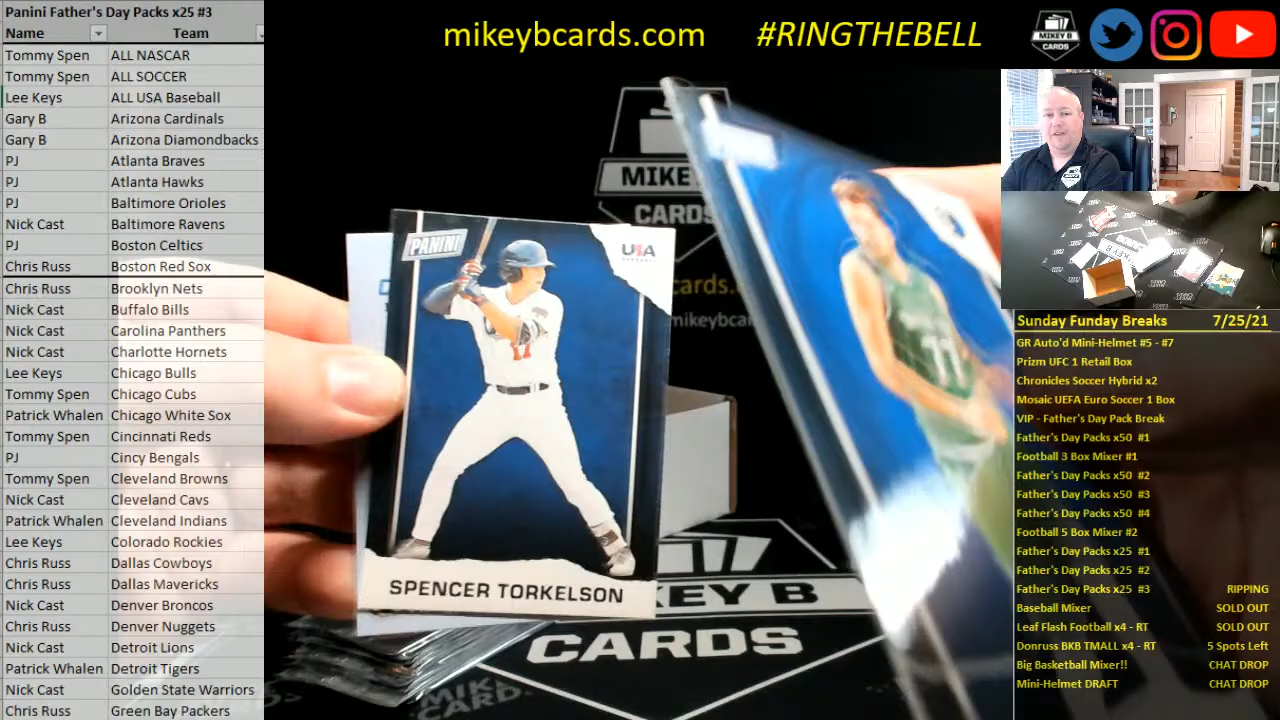 Panini Father's Day Packs x25 #3
Name Team
Tommy Spen ALL NASCAR
Tommy Spen ALL SOCCER
Lee Keys ALL USA Baseball
Gary B Arizona Cardinals
Gary B Arizona Diamondbacks
PJ Atlanta Braves
PJ Atlanta Hawks
PJ Baltimore Orioles
Nick Cast Baltimore Ravens
PJ Boston Celtics
Chris Russ Boston Red Sox
Chris Russ Brooklyn Nets
Nick Cast Buffalo Bills
Nick Cast Carolina Panthers
Nick Cast Charlotte Hornets
Lee Keys Chicago Bulls
Tommy Spen Chicago Cubs
Patrick Whalen Chicago White Sox
Tommy Spen Cincinnati Reds
PJ Cincy Bengals
Tommy Spen Cleveland Browns
Nick Cast Cleveland Cavs
Patrick Whalen Cleveland Indians
Lee Keys Colorado Rockies
Chris Russ Dallas Cowboys
Chris Russ Dallas Mavericks
Nick Cast Denver Broncos
Chris Russ Denver Nuggets
Nick Cast Detroit Lions
Patrick Whalen Detroit Tigers
Nick Cast Golden State Warriors
Chris Russ Green Bay Packers
mikeybcards.com #RINGTHEBELL
MIKEY B
CARDS
MIKE
CARDS
PANINI
USA
11
SPENCER TORKELSON
KEY B
CARDS
Sunday Funday Breaks 7/25/21
GR Auto'd Mini-Helmet #5 - #7
Prizm UFC 1 Retail Box
Chronicles Soccer Hybrid x2
Mosaic UEFA Euro Soccer 1 Box
VIP - Father's Day Pack Break
Father's Day Packs x50 #1
Football 3 Box Mixer #1
Father's Day Packs x50 #2
Father's Day Packs x50 #3
Father's Day Packs x50 #4
Football 5 Box Mixer #2
Father's Day Packs x25 #1
Father's Day Packs x25 #2
Father's Day Packs x25 #3 RIPPING
Baseball Mixer SOLD OUT
Leaf Flash Football x4 - RT SOLD OUT
Donruss BKB TMALL x4 - RT 5 Spots Left
Big Basketball Mixer!! CHAT DROP
Mini-Helmet DRAFT CHAT DROP